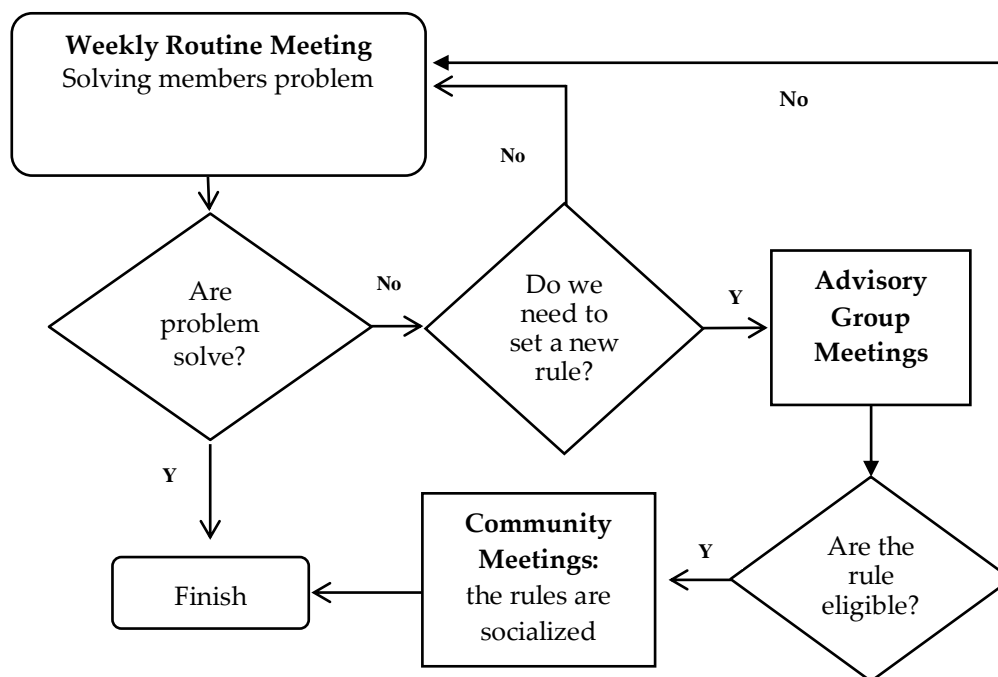 Weekly Routine Meeting
Solving members problem
No
No
Are
problem
solve?
No
Do we
need to
set a new
rule?
Y
Advisory
Group
Meetings
Y
Finish
Community
Meetings:
the rules are
socialized
Y
Are the
rule
eligible?